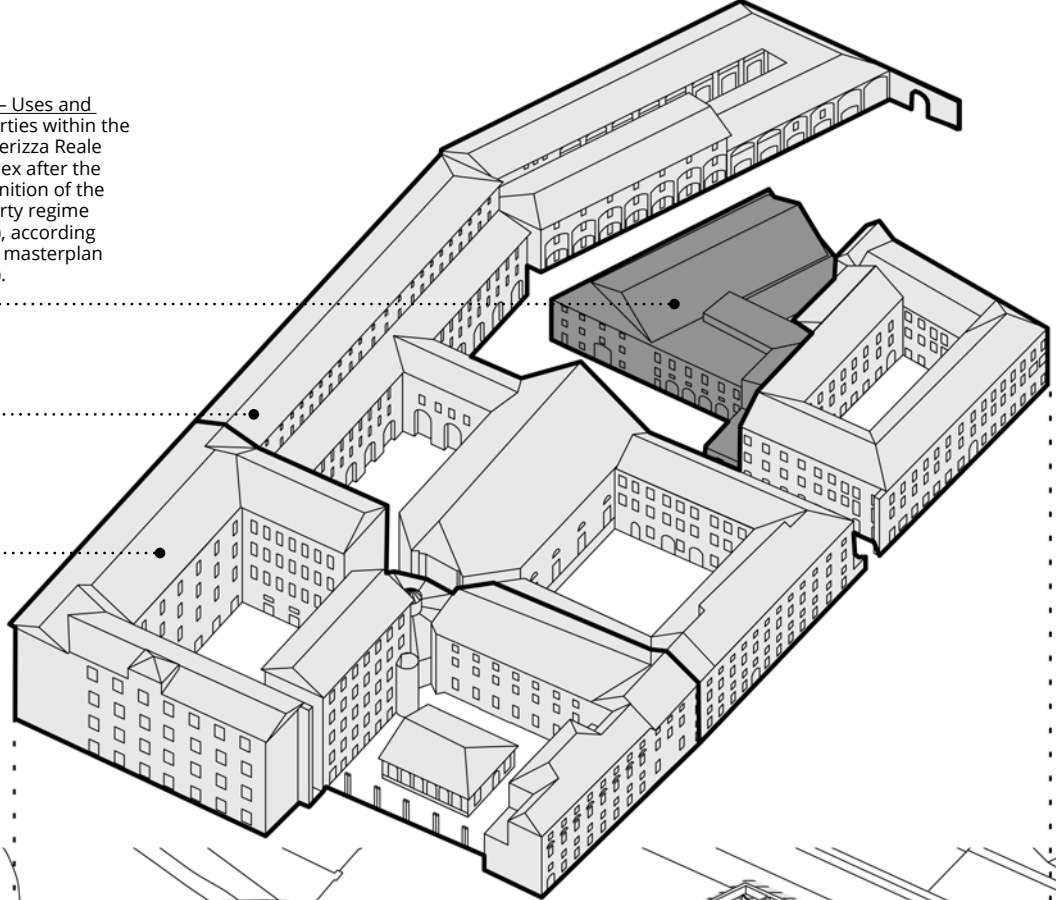 – Uses and
rties within the
erizza Reale
ex after the
nition of the
rty regime
), according
masterplan
).